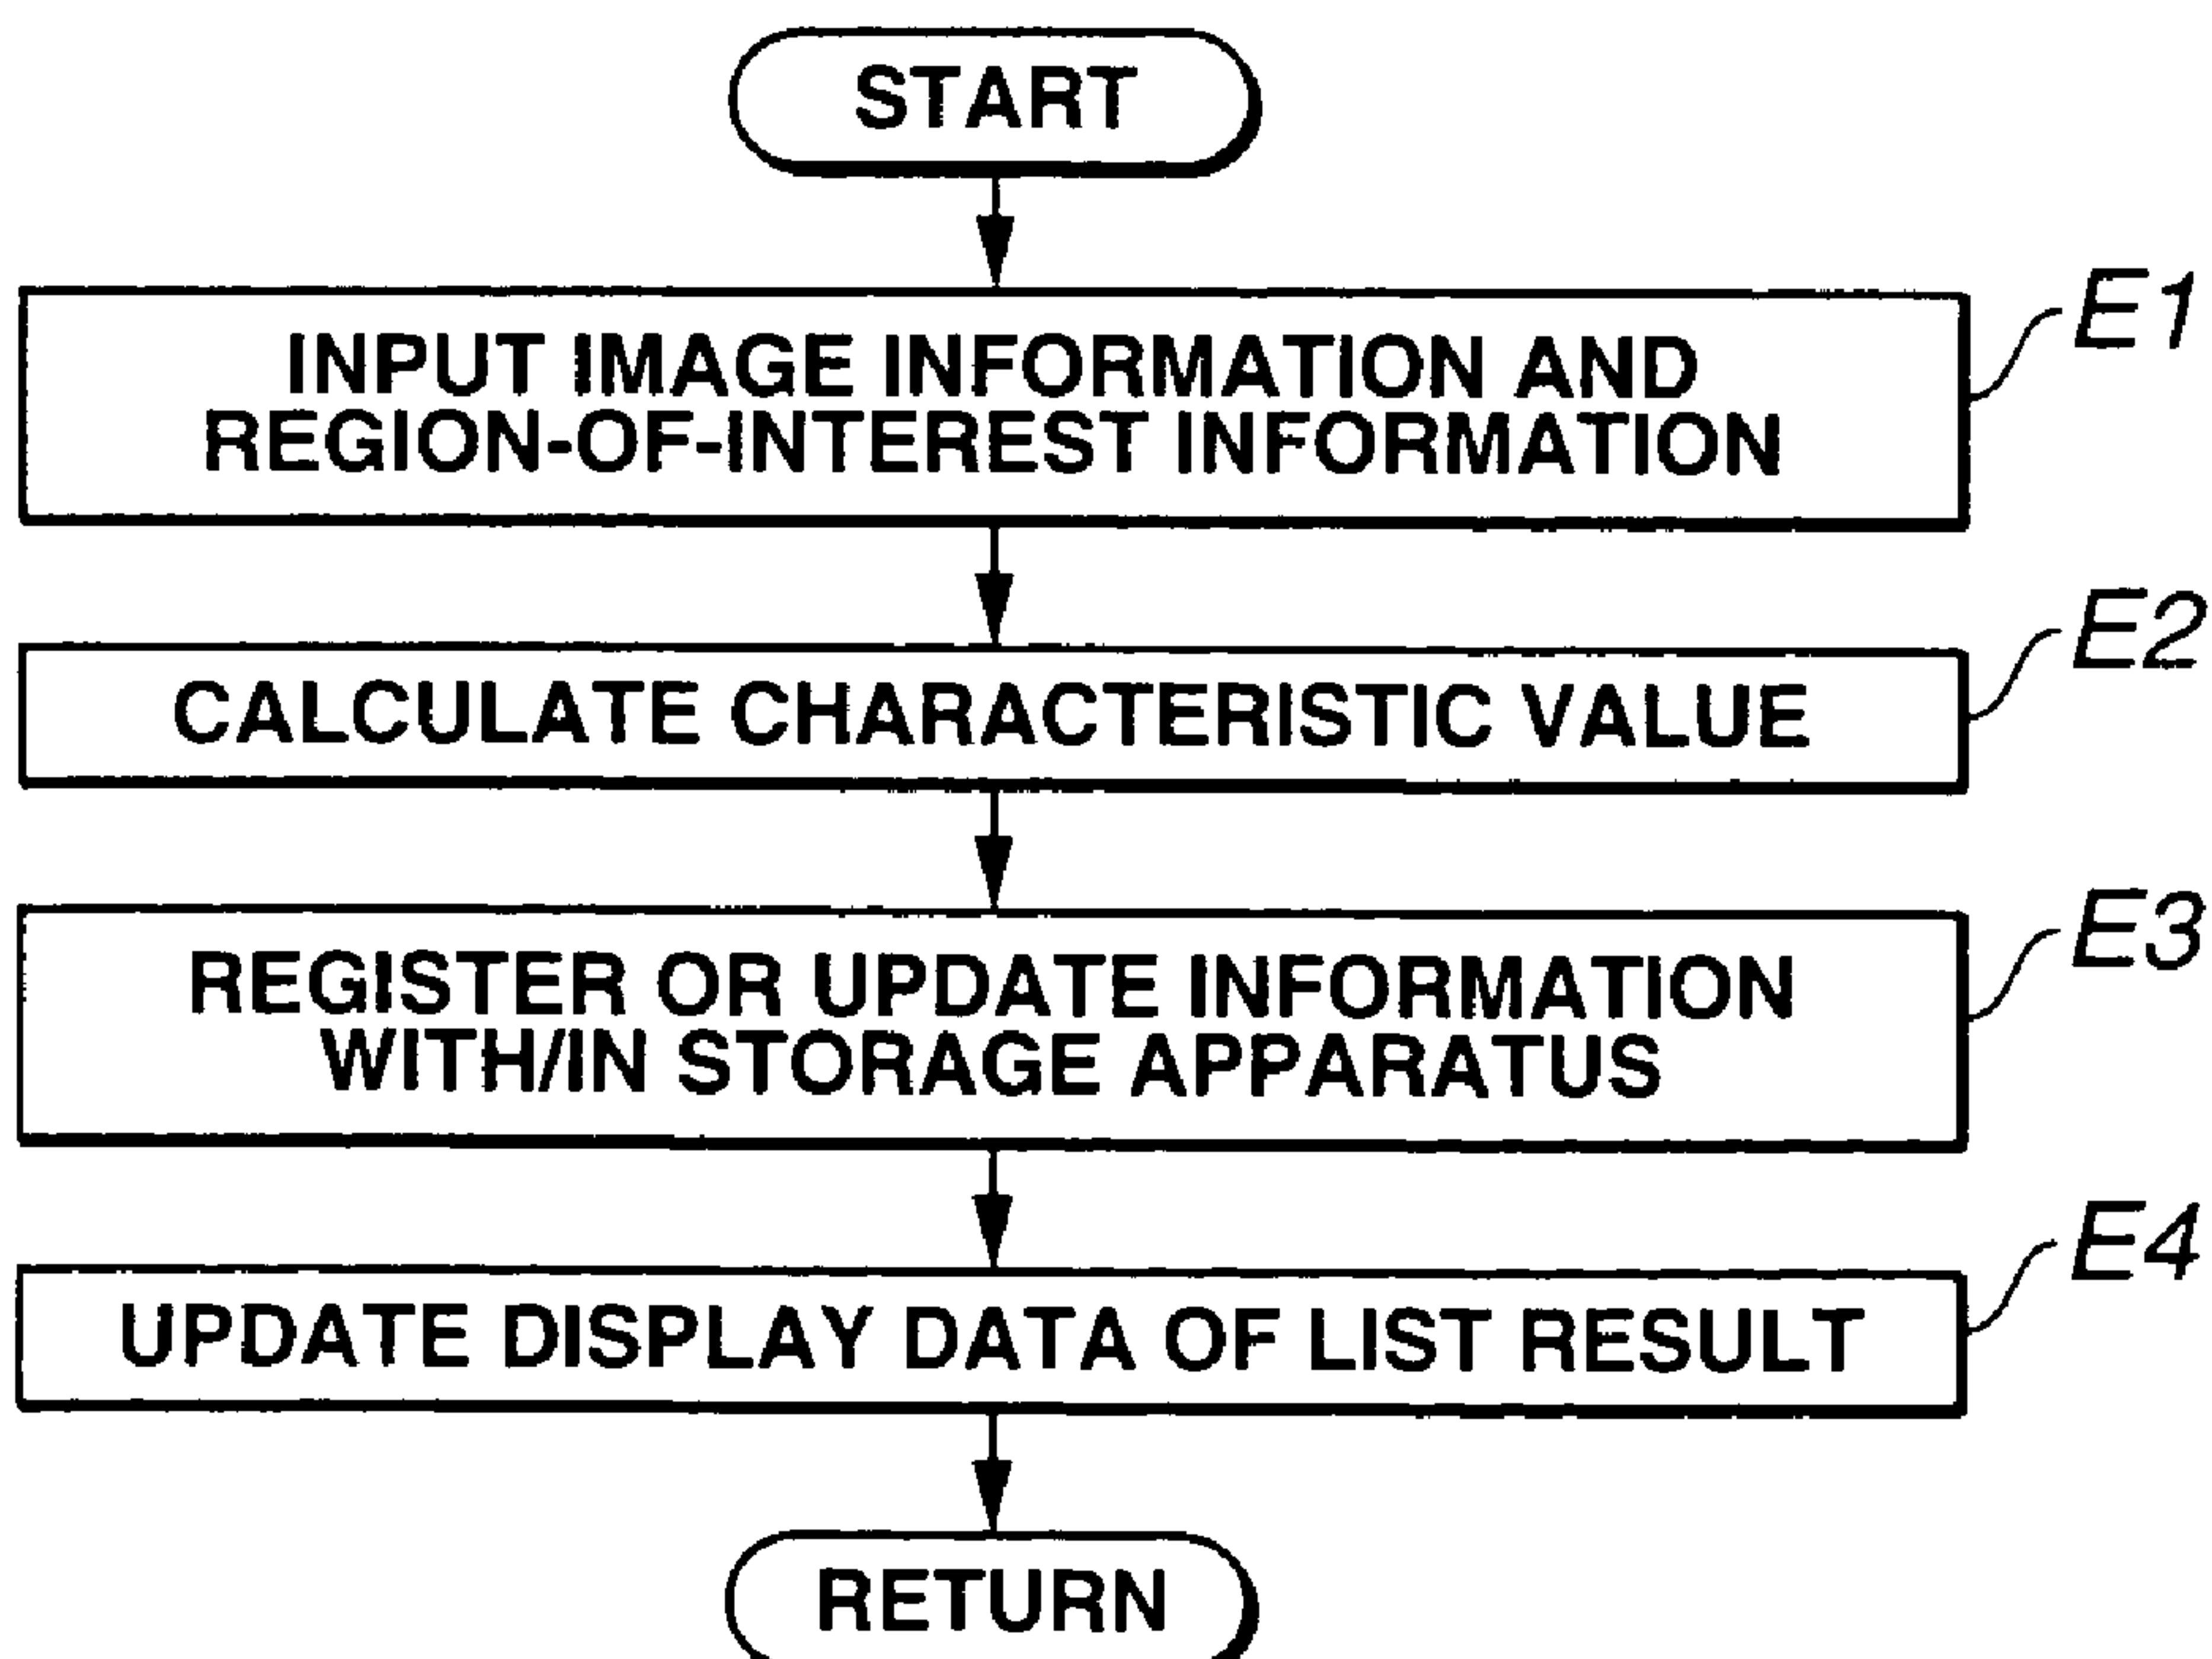 START
INPUT IMAGE INFORMATION AND
REGION-OF-INTEREST INFORMATION
E1
CALCULATE CHARACTERISTIC VALUE
E2
REGISTER OR UPDATE INFORMATION
WITH/IN STORAGE APPARATUS
E3
UPDATE DISPLAY DATA OF LIST RESULT
E4
RETURN